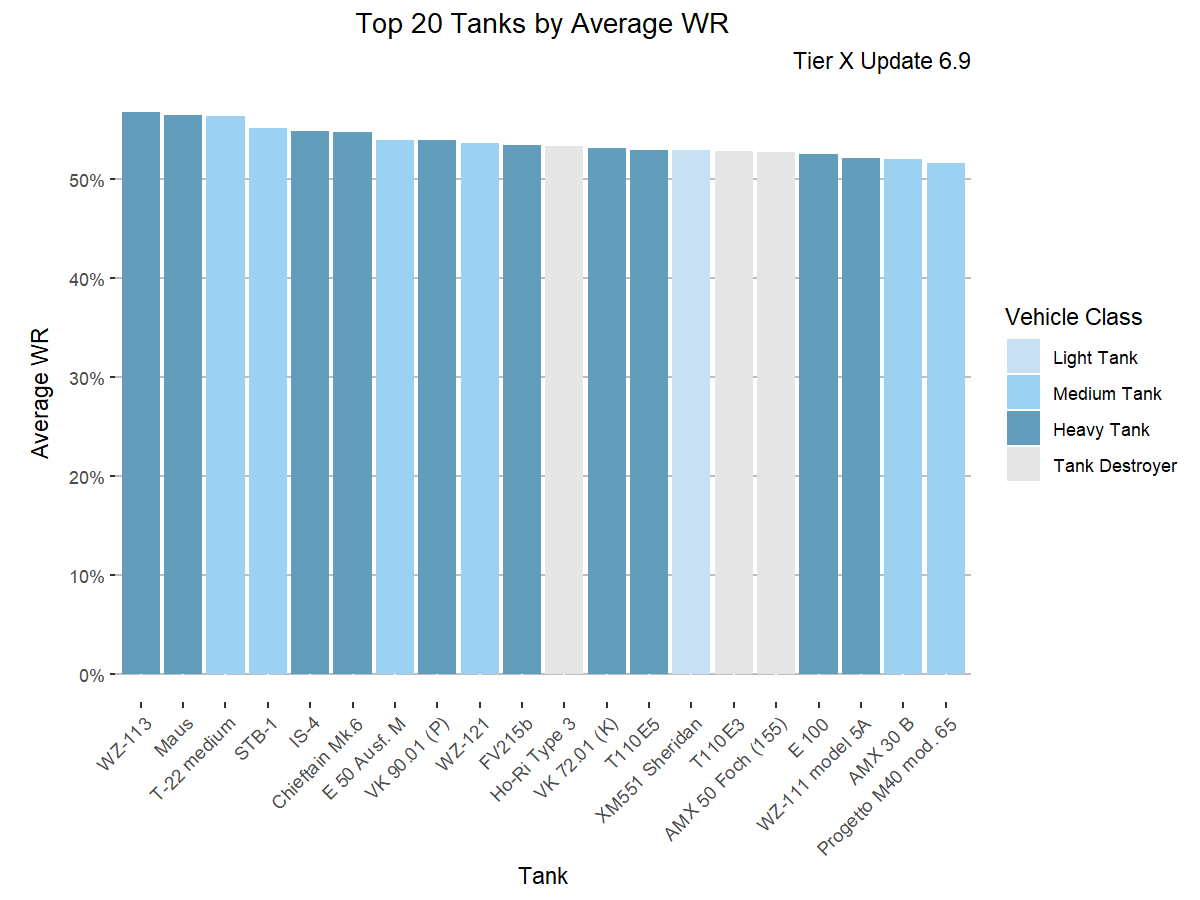 Top 20 Tanks by Average WR
Tier X Update 6.9
Average WR
50%
40%
30%
20%
10%
0%
WZ-113
Maus
T-22 medium
STB-1
IS-4
Chieftain Mk.6
E 50 Ausf. M
VK 90.01 (P)
WZ-121
FV215b
Ho-Ri Type 3
VK 72.01 (K)
T110E5
XM551 Sheridan
T110E3
AMX 50 Foch (155)
E 100
WZ-111 model 5A
AMX 30 B
Progetto M40 mod. 65
Tank
Vehicle Class
Light Tank
Medium Tank
Heavy Tank
Tank Destroyer